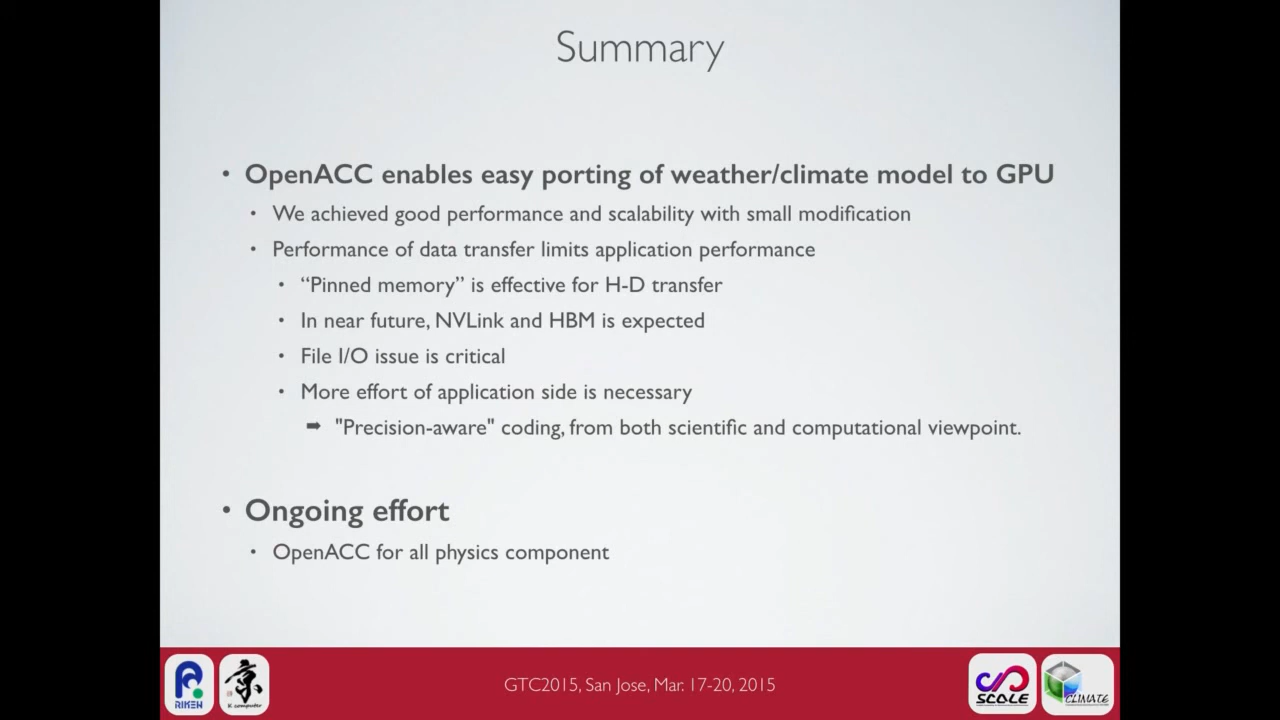 Summary
• OpenACC enables easy porting of weather/climate model to GPU
• We achieved good performance and scalability with small modification
• Performance of data transfer limits application performance
• “Pinned memory” is effective for H-D transfer
• In near future, NVLink and HBM is expected
• File I/O issue is critical
• More effort of application side is necessary
➡ "Precision-aware" coding, from both scientific and computational viewpoint.
• Ongoing effort
• OpenACC for all physics component
RIKEN
京
K computer
GTC2015, San Jose, Mar. 17-20, 2015
SCALE
CLIMATE